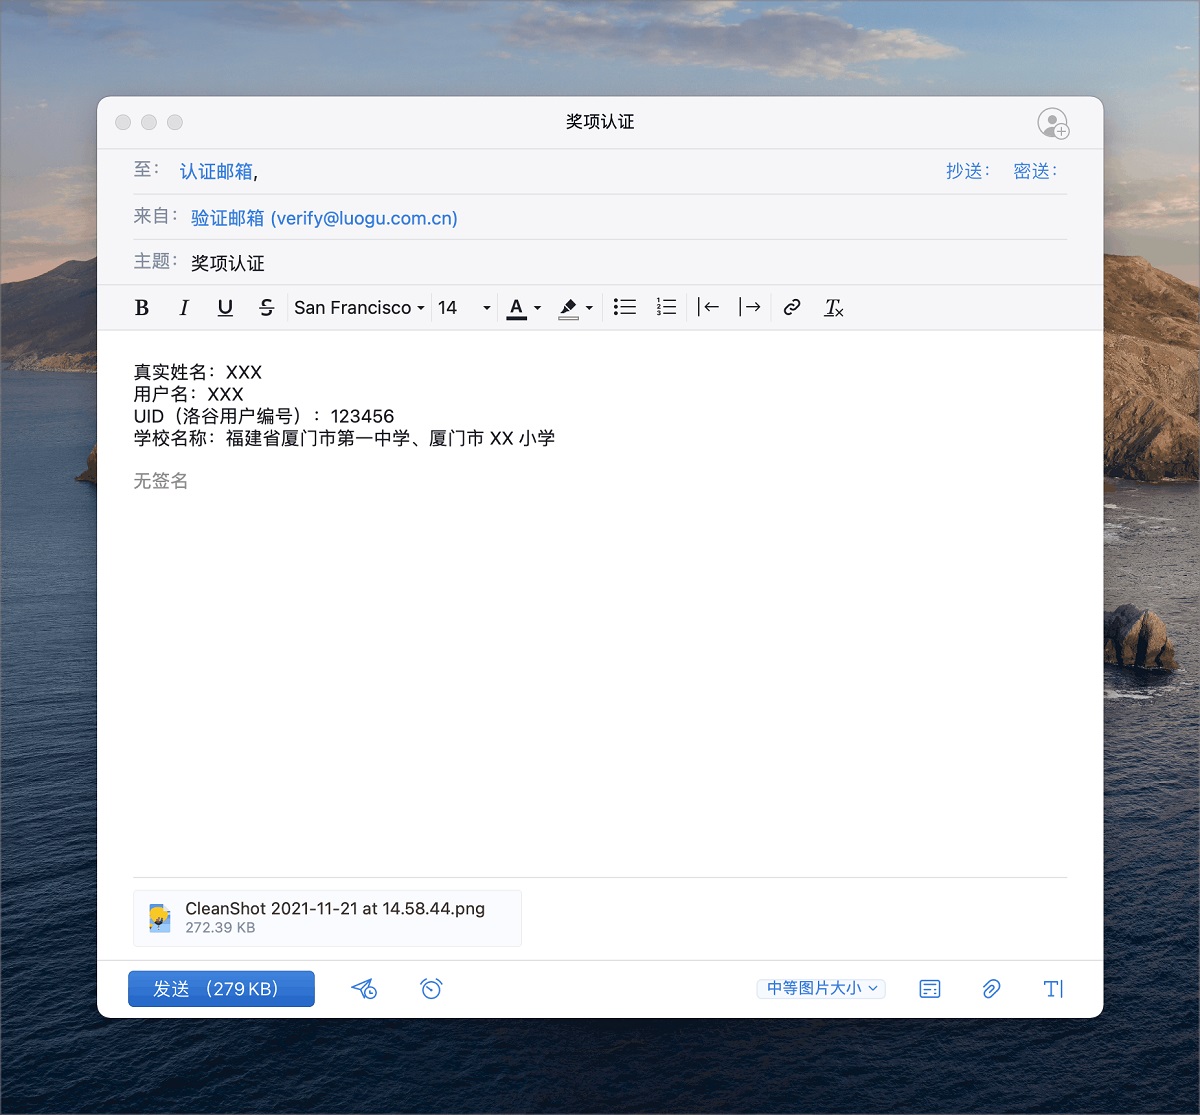 奖项认证
至： 认证邮箱, 抄送： 密送：
来自： 验证邮箱 (verify@luogu.com.cn)
主题： 奖项认证
B I U S San Francisco 14 A
真实姓名：XXX
用户名：XXX
UID（洛谷用户编号）：123456
学校名称：福建省厦门市第一中学、厦门市 XX 小学
无签名
CleanShot 2021-11-21 at 14.58.44.png
272.39 KB
发送 （279 KB） 中等图片大小